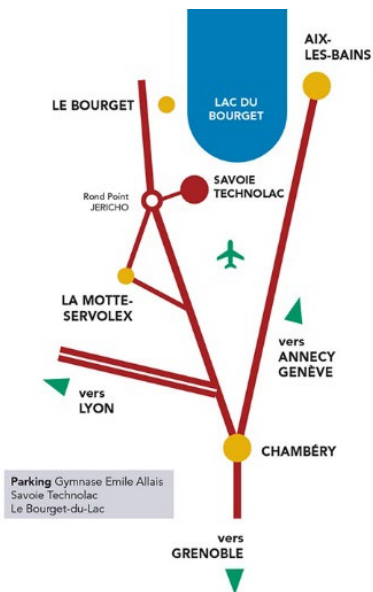 AIX-
LES-BAINS
LE BOURGET
LAC DU
BOURGET
SAVOIE
TECHNOLAC
Rond Point
JERICHO
LA MOTTE-
SERVOLEX
vers
ANNECY
GENÈVE
vers
LYON
CHAMBÉRY
Parking Gymnase Emile Allais
Savoie Technolac
Le Bourget-du-Lac
vers
GRENOBLE